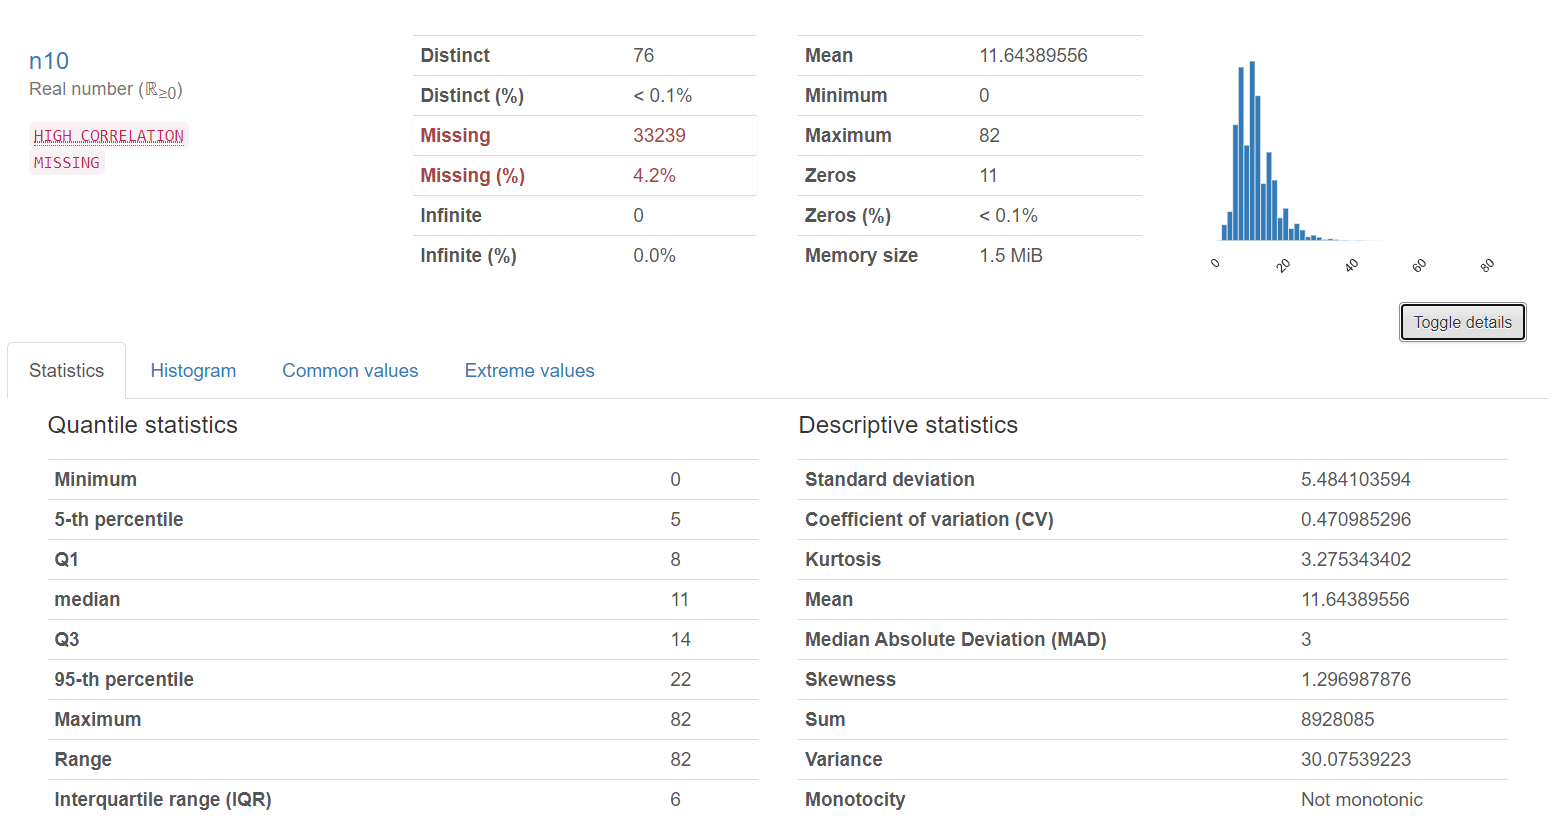 n10
Real number (ℝ≥0)
HIGH CORRELATION
MISSING
Distinct 76
Distinct (%) < 0.1%
Missing 33239
Missing (%) 4.2%
Infinite 0
Infinite (%) 0.0%
Mean 11.64389556
Minimum 0
Maximum 82
Zeros 11
Zeros (%) < 0.1%
Memory size 1.5 MiB
0 20 40 60 80
Toggle details
Statistics Histogram Common values Extreme values
Quantile statistics
Minimum 0
5-th percentile 5
Q1 8
median 11
Q3 14
95-th percentile 22
Maximum 82
Range 82
Interquartile range (IQR) 6
Descriptive statistics
Standard deviation 5.484103594
Coefficient of variation (CV) 0.470985296
Kurtosis 3.275343402
Mean 11.64389556
Median Absolute Deviation (MAD) 3
Skewness 1.296987876
Sum 8928085
Variance 30.07539223
Monotocity Not monotonic